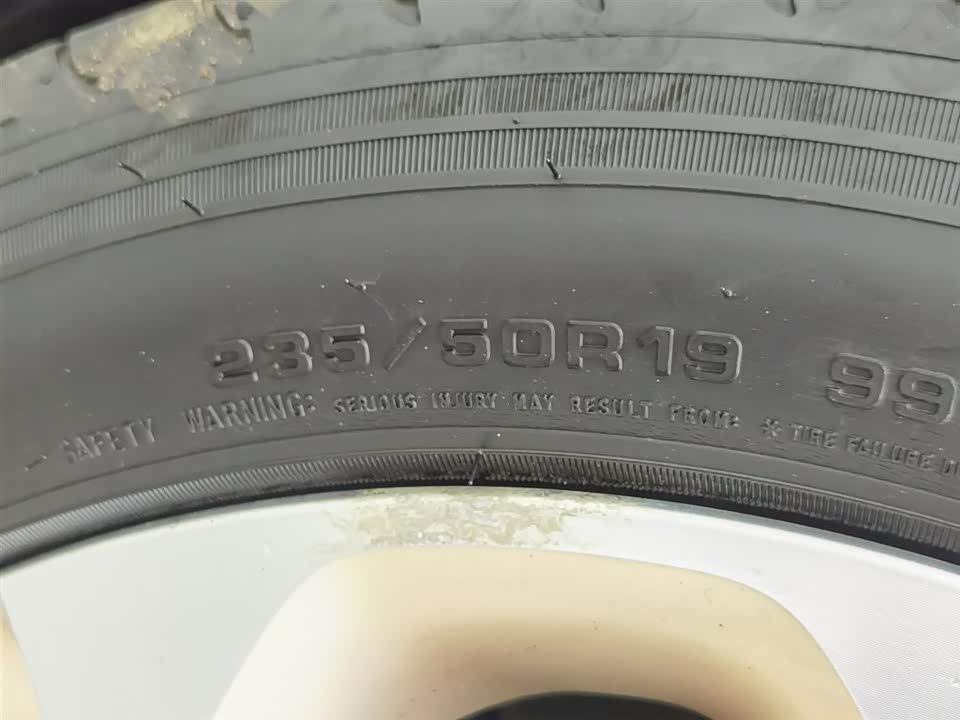 235/50R19 99
SAFETY WARNING: SERIOUS INJURY MAY RESULT FROM: * TIRE FAILURE D